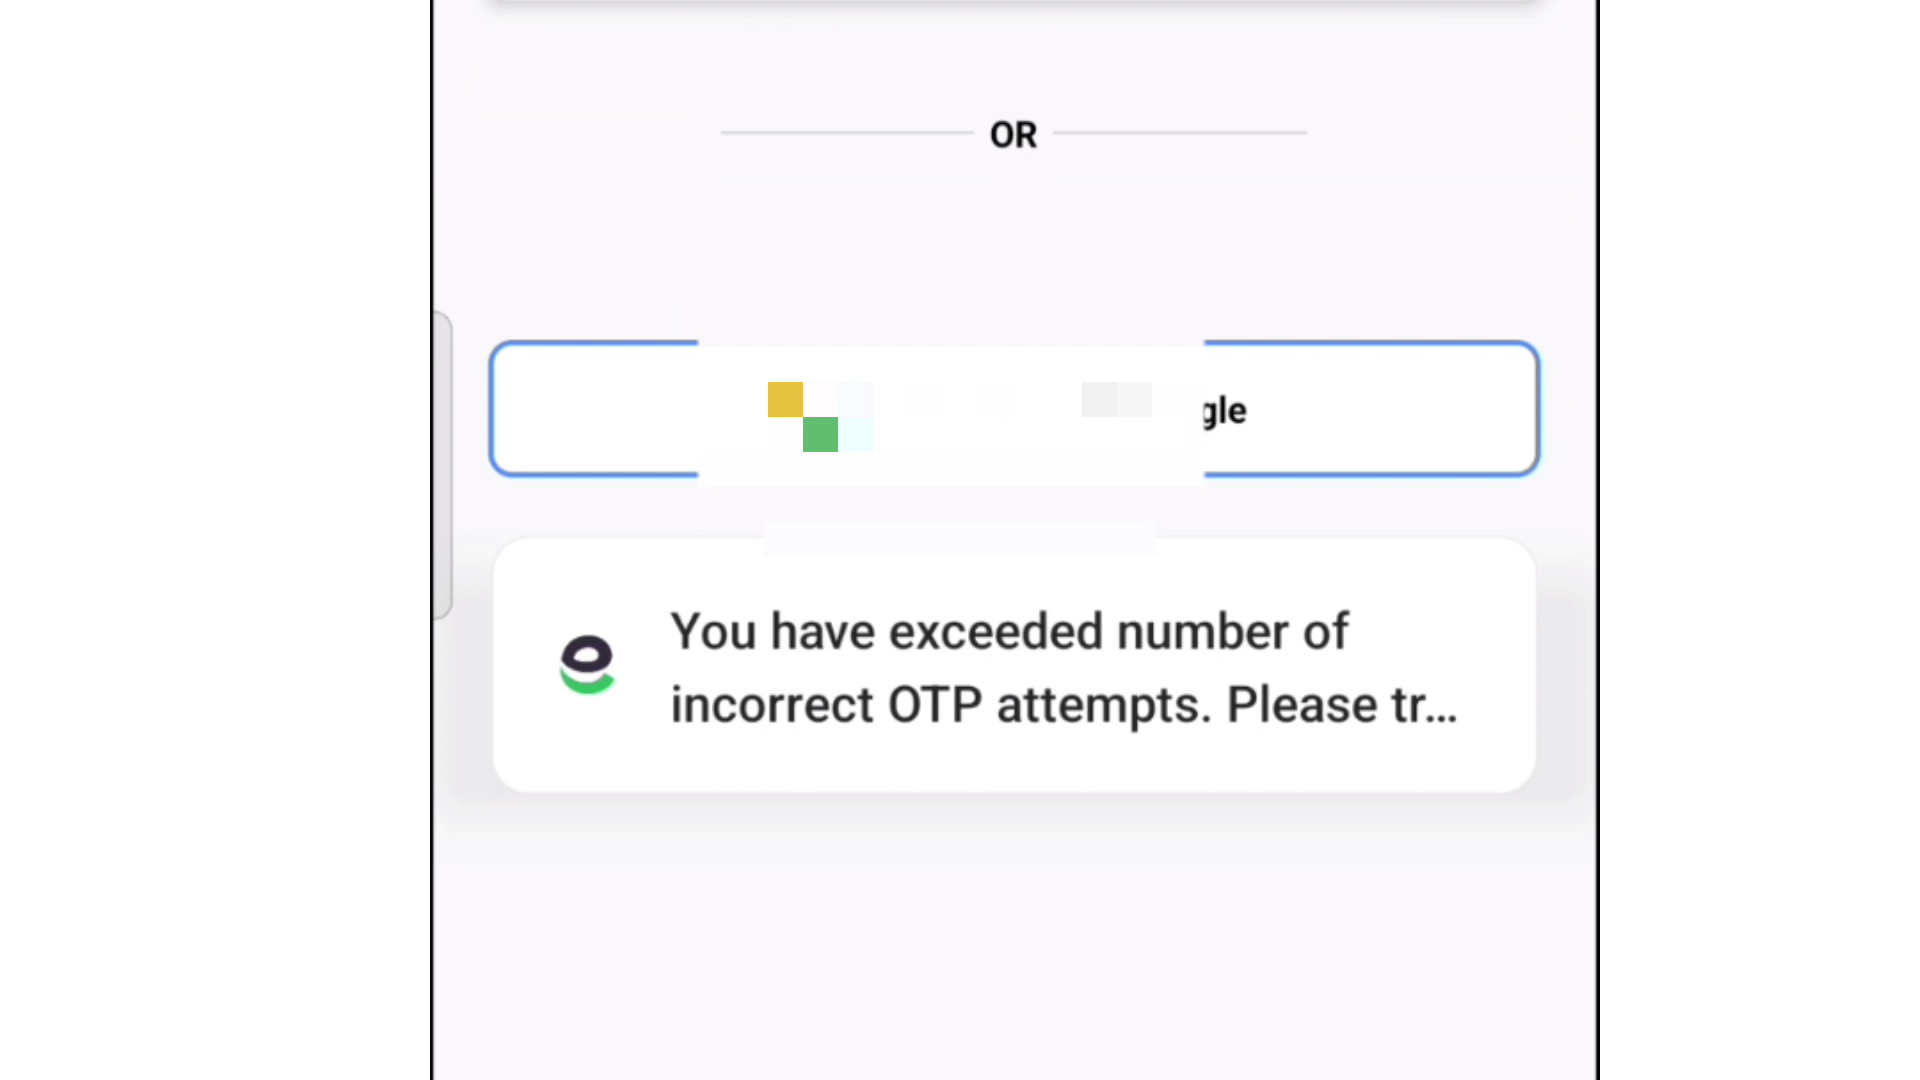 OR
gle
You have exceeded number of
incorrect OTP attempts. Please tr...